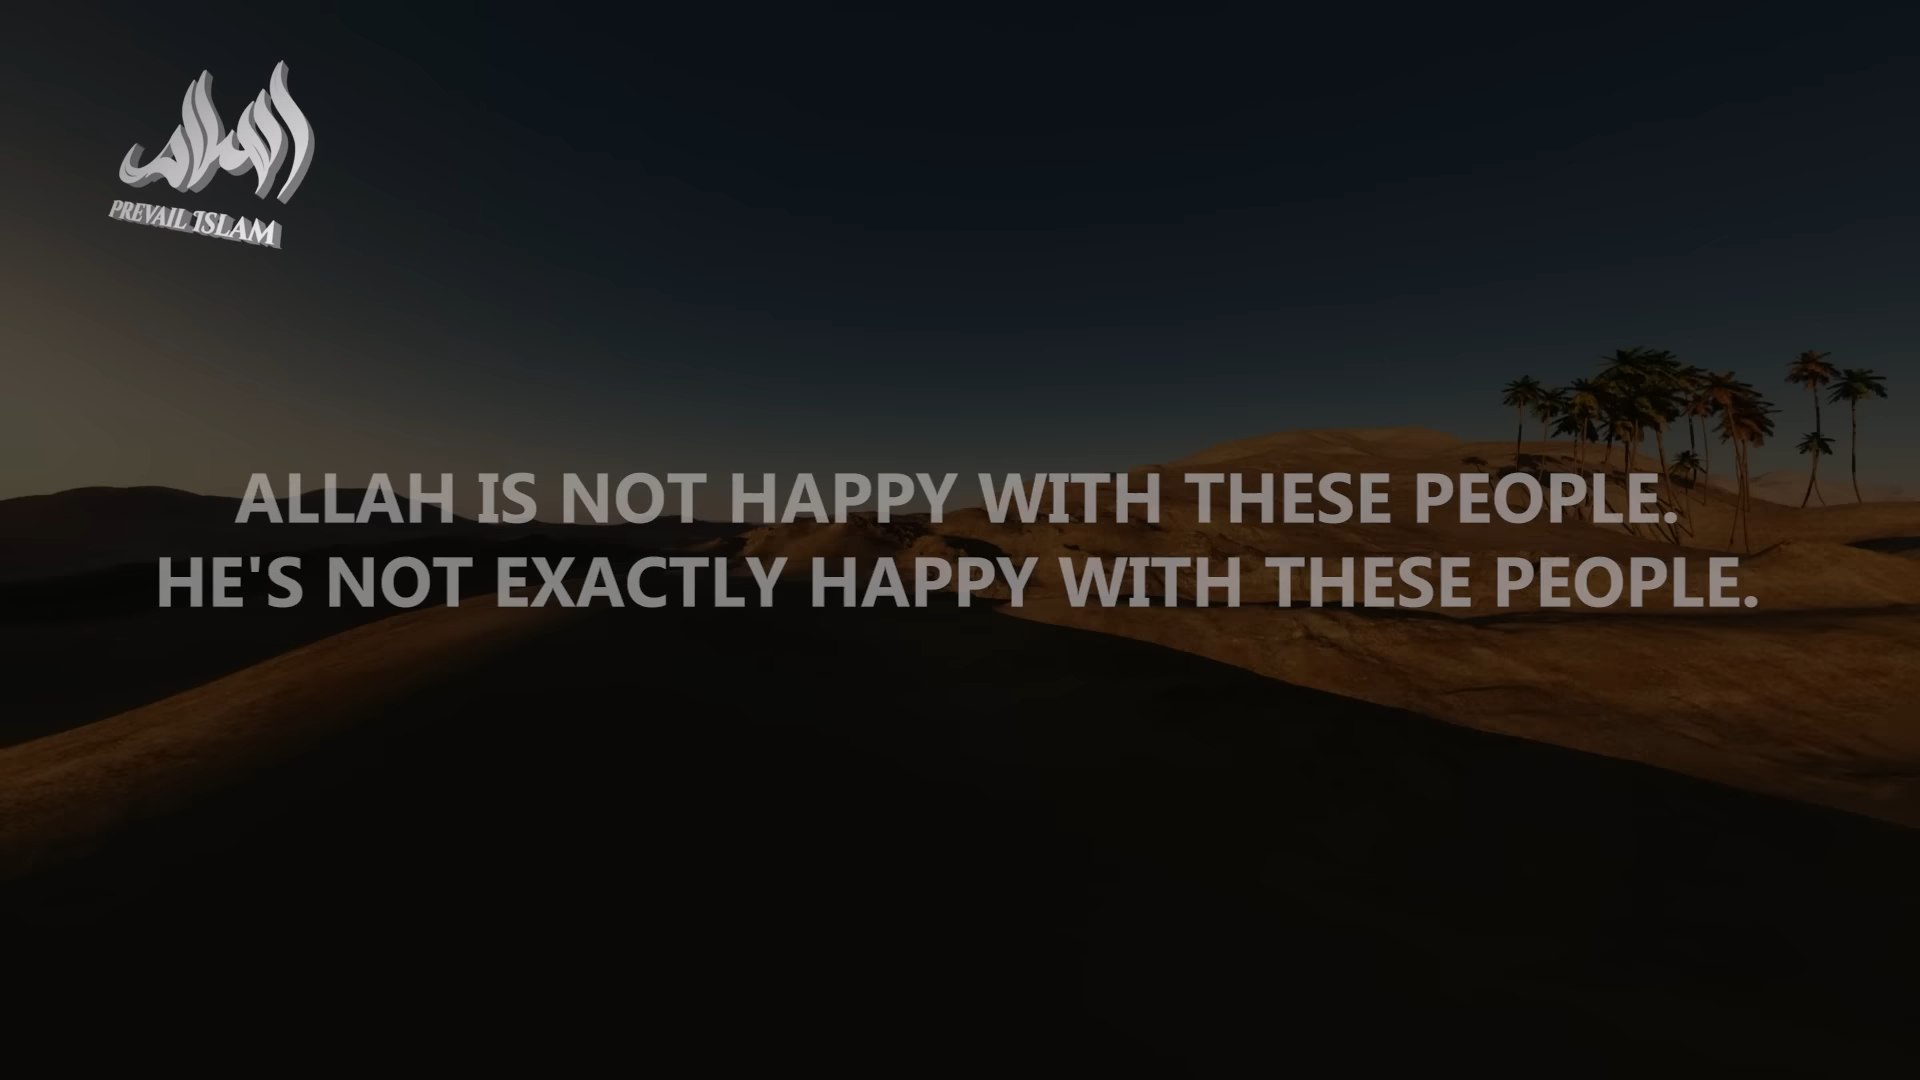 PREVAIL ISLAM
ALLAH IS NOT HAPPY WITH THESE PEOPLE.
HE'S NOT EXACTLY HAPPY WITH THESE PEOPLE.